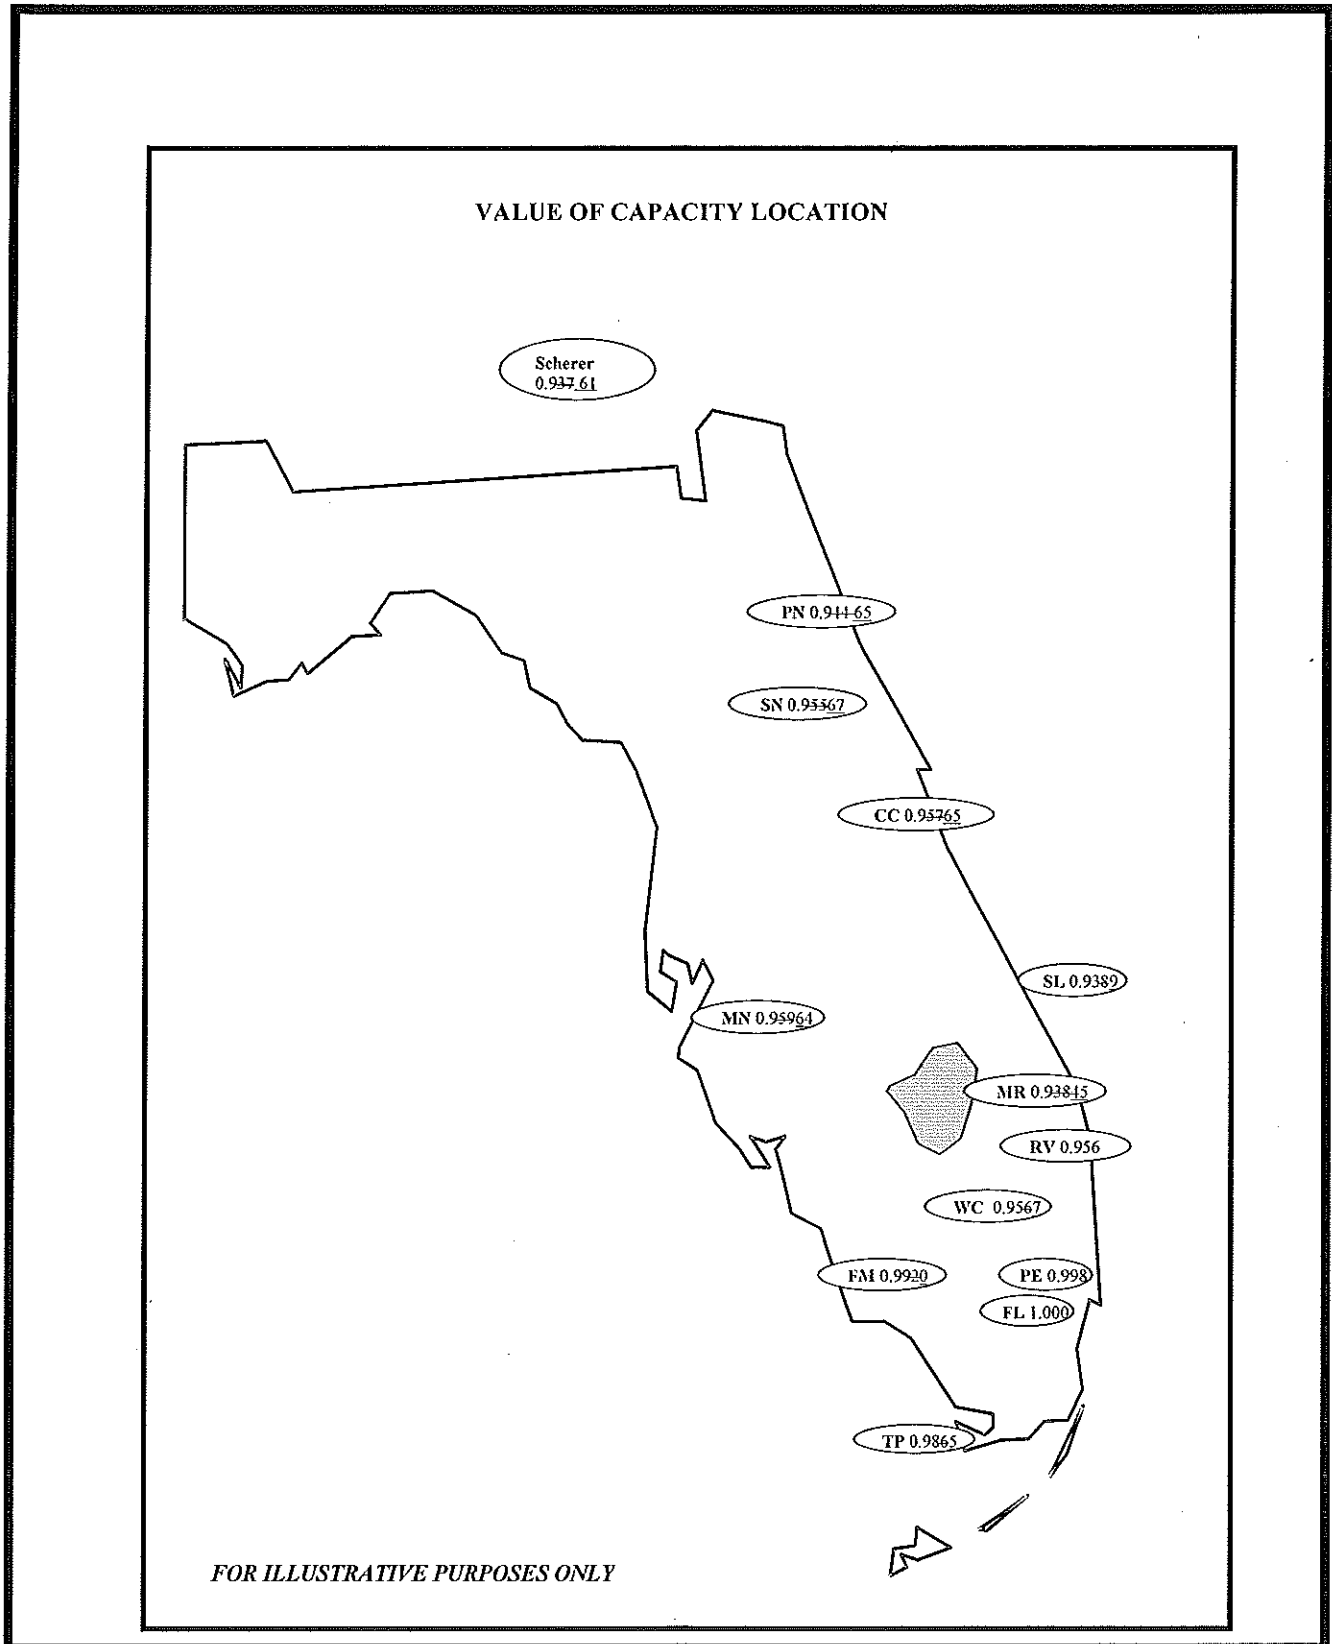 VALUE OF CAPACITY LOCATION
Scherer
0.937 61
PN 0.944 65
SN 0.95567
CC 0.95765
SL 0.9389
MN 0.95964
MR 0.93845
RV 0.956
WC 0.9567
FM 0.9920
PE 0.998
FL 1.000
TP 0.9865
FOR ILLUSTRATIVE PURPOSES ONLY